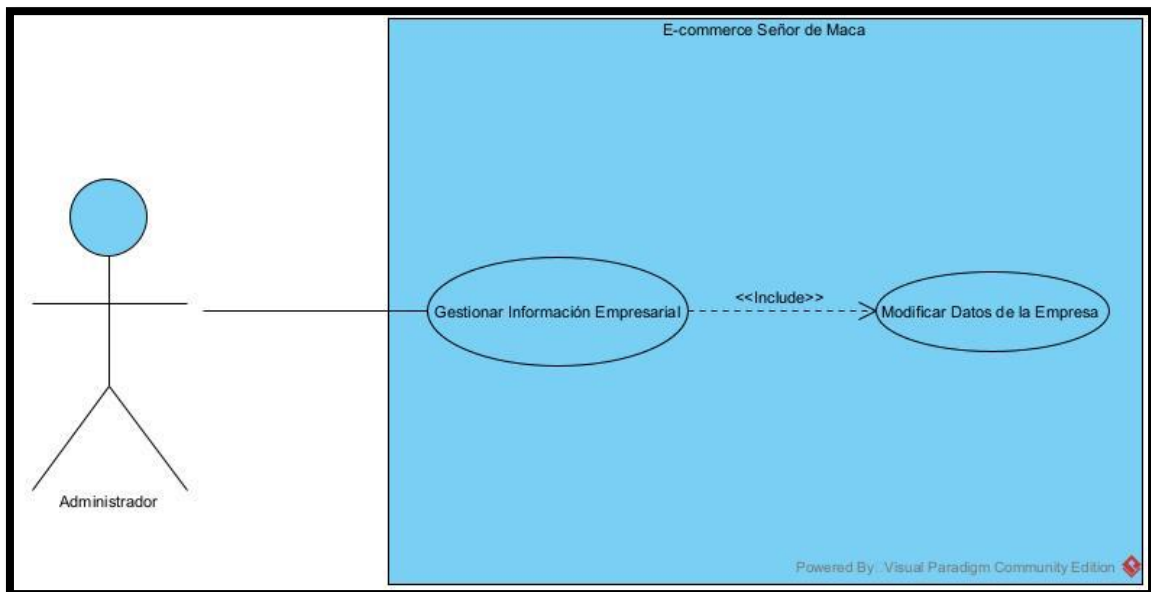 E-commerce Señor de Maca
Gestionar Información Empresarial
<<Include>>
Modificar Datos de la Empresa
Administrador
Powered By Visual Paradigm Community Edition